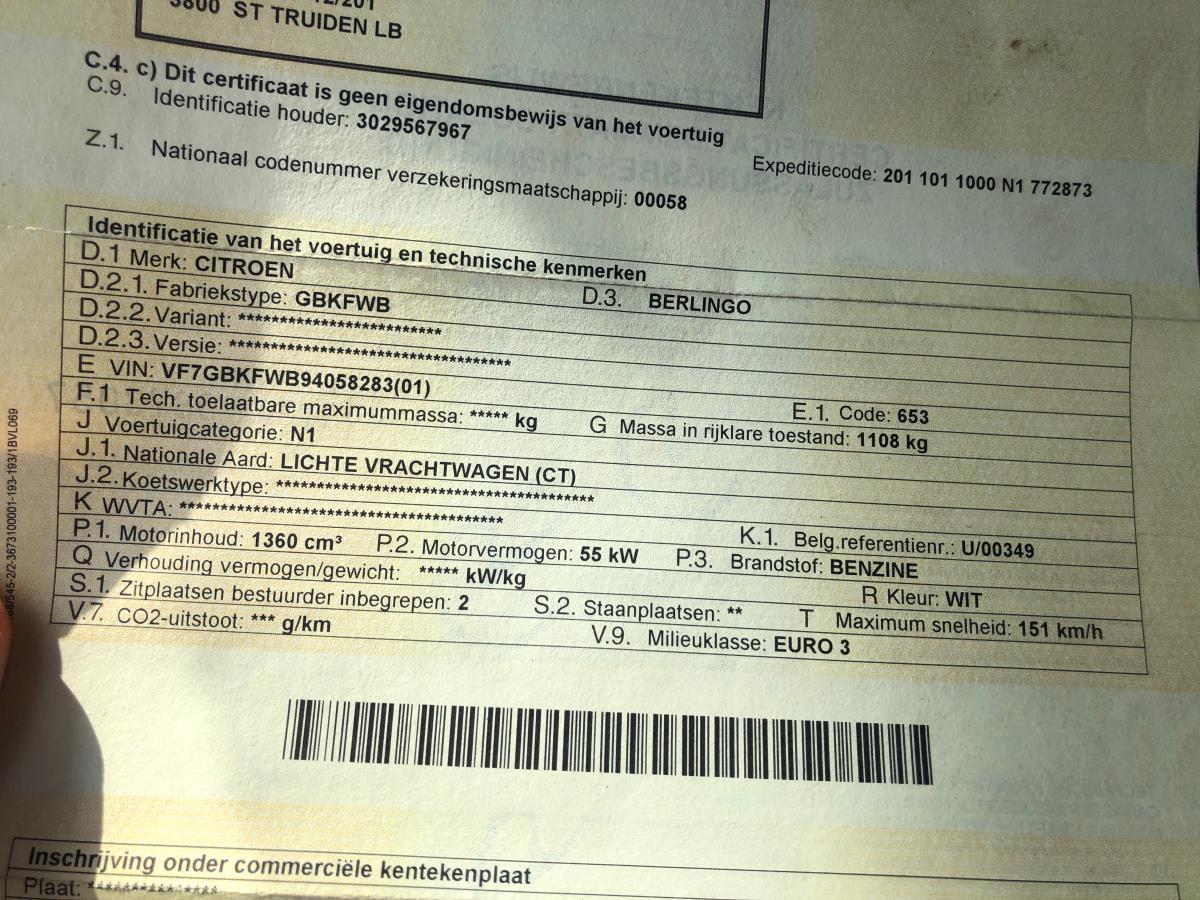 3800 ST TRUIDEN LB
C.4. c) Dit certificaat is geen eigendomsbewijs van het voertuig
C.9. Identificatie houder: 3029567967
Expeditiecode: 201 101 1000 N1 772873
Z.1. Nationaal codenummer verzekeringsmaatschappij: 00058
Identificatie van het voertuig en technische kenmerken
D.1 Merk: CITROEN D.3. BERLINGO
D.2.1. Fabriekstype: GBKFWB
D.2.2. Variant: *************************
D.2.3. Versie: ***********************************
E VIN: VF7GBKFWB94058283(01) E.1. Code: 653
F.1 Tech. toelaatbare maximummassa: ***** kg G Massa in rijklare toestand: 1108 kg
J Voertuigcategorie: N1
J.1. Nationale Aard: LICHTE VRACHTWAGEN (CT)
J.2. Koetswerktype: ***************************************
K WVTA: **************************************** K.1. Belg.referentienr.: U/00349
P.1. Motorinhoud: 1360 cm³ P.2. Motorvermogen: 55 kW P.3. Brandstof: BENZINE
Q Verhouding vermogen/gewicht: ***** kW/kg R Kleur: WIT
S.1. Zitplaatsen bestuurder inbegrepen: 2 S.2. Staanplaatsen: ** T Maximum snelheid: 151 km/h
V.7. CO2-uitstoot: *** g/km V.9. Milieuklasse: EURO 3
Inschrijving onder commerciële kentekenplaat
Plaat: ********** ****